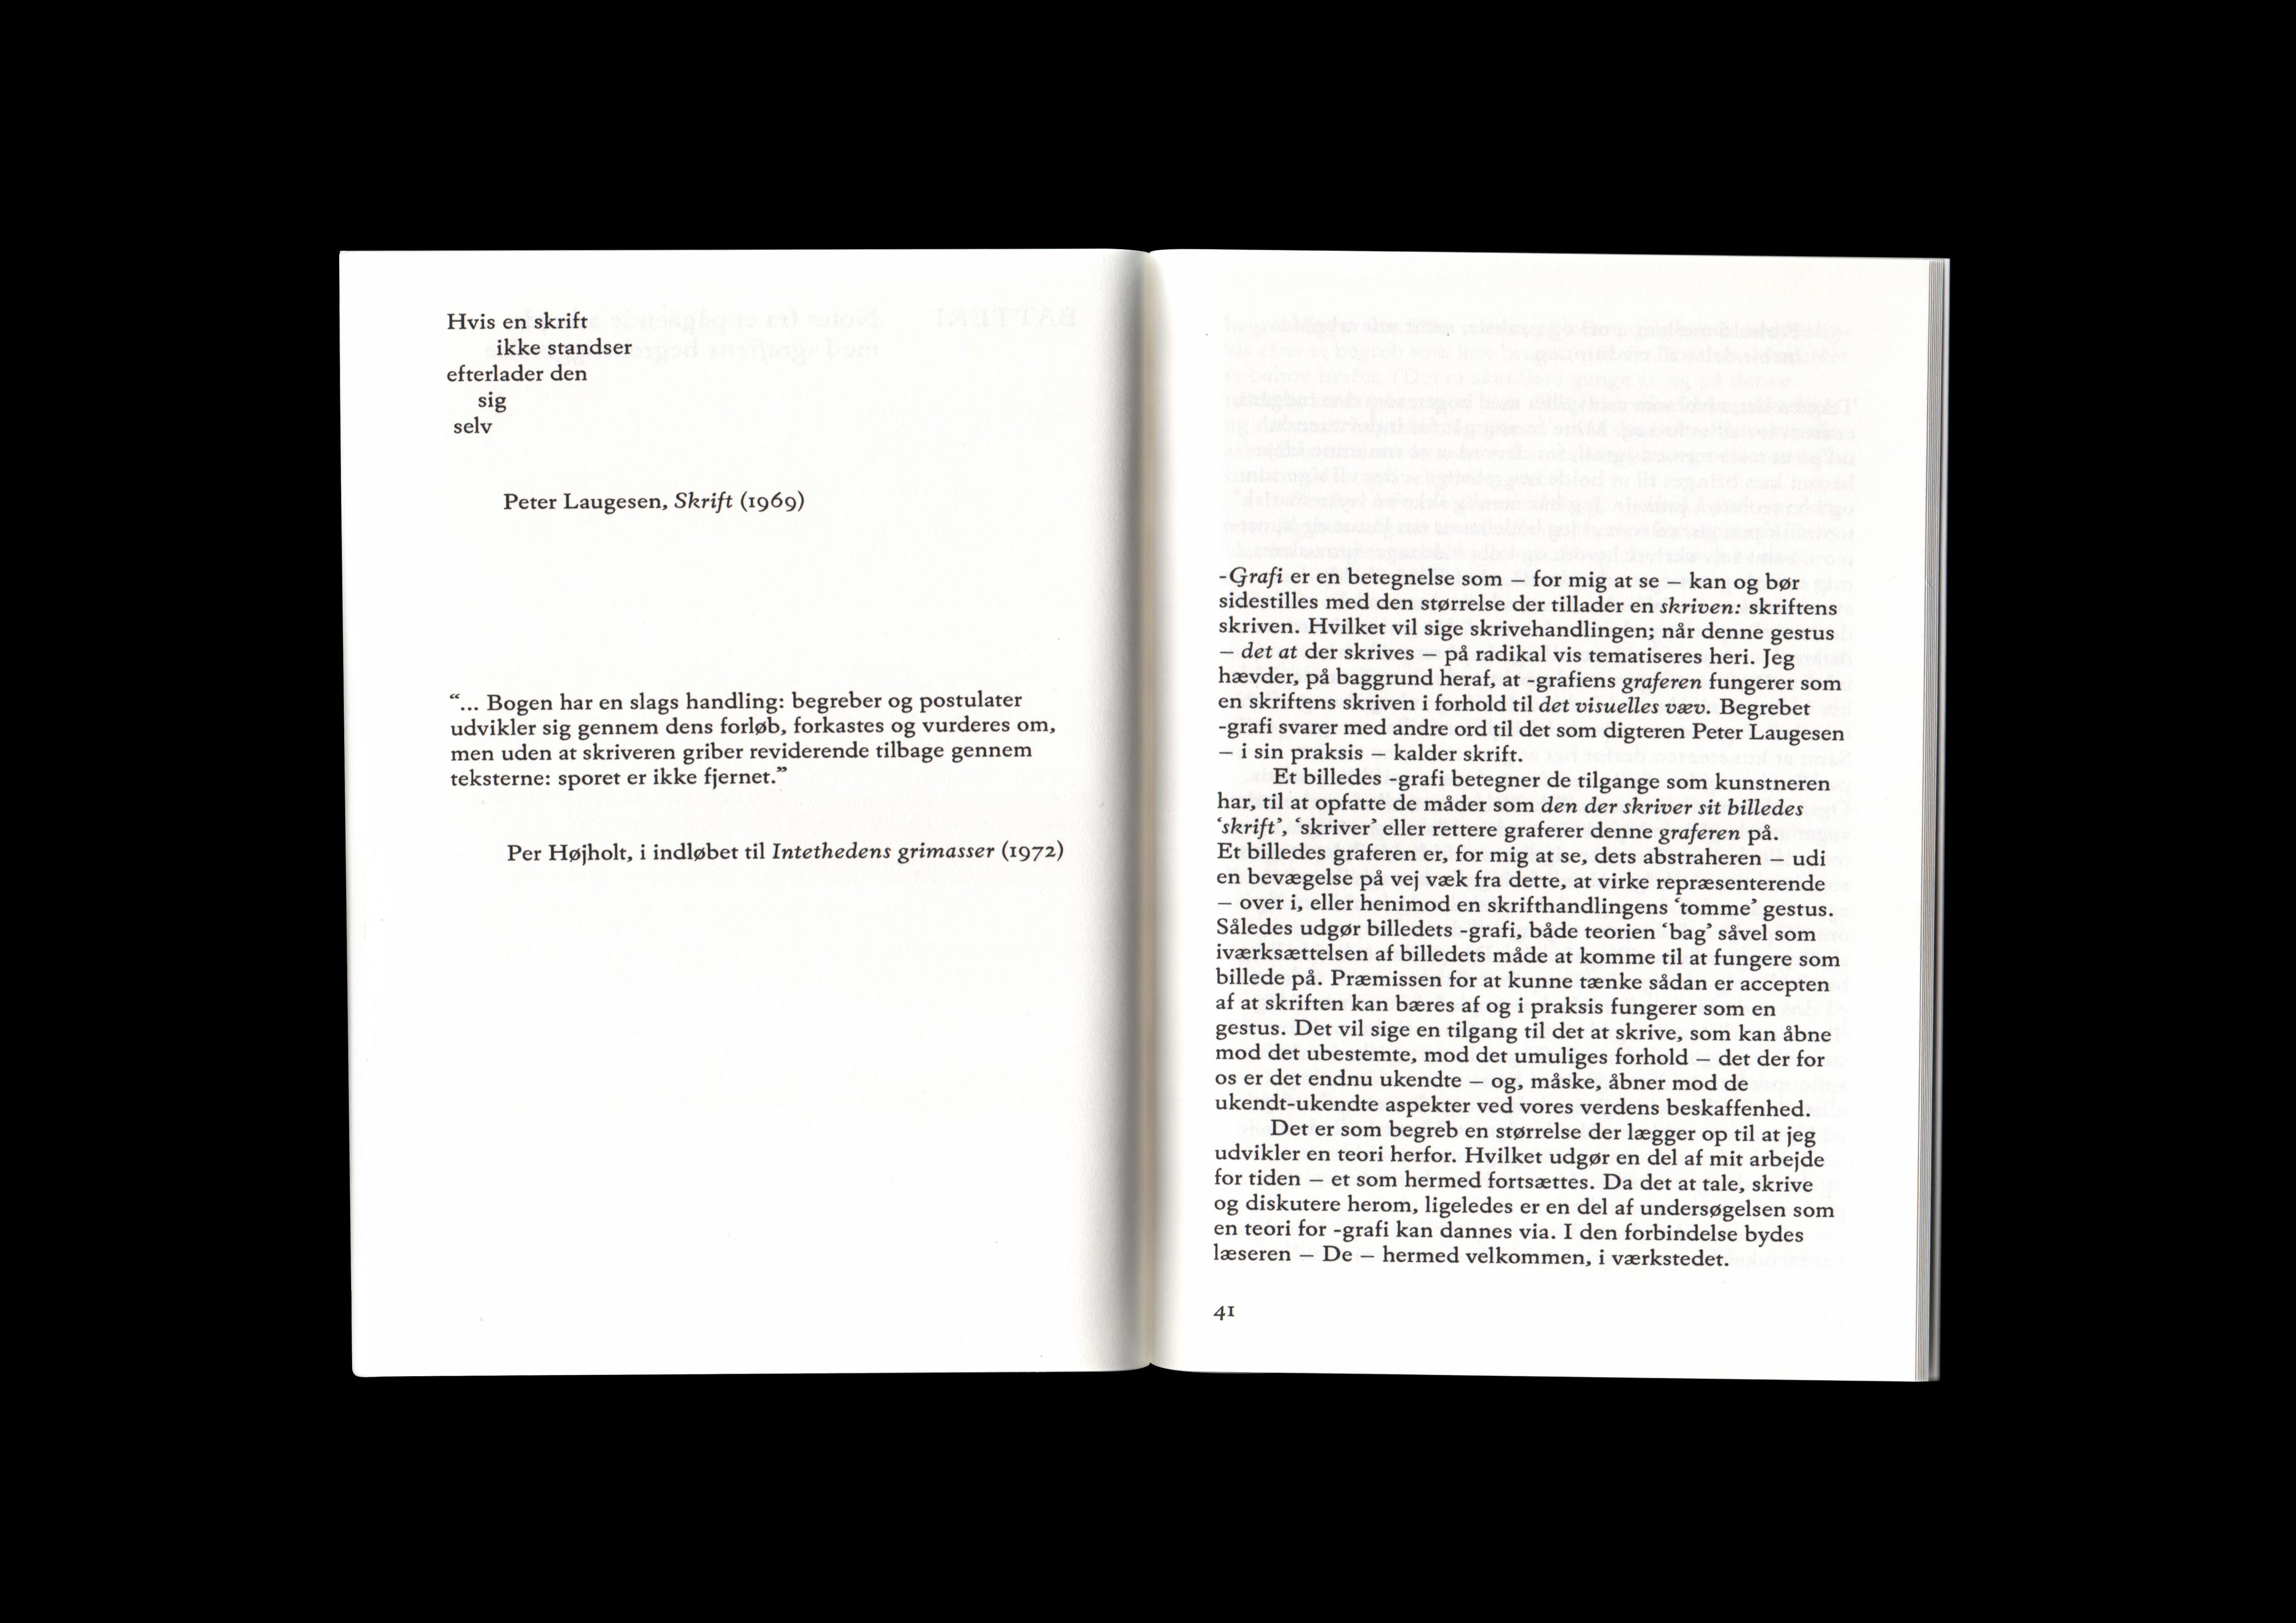 Hvis en skrift
ikke standser
efterlader den
sig
selv
Peter Laugesen, Skrift (1969)
“... Bogen har en slags handling: begreber og postulater
udvikler sig gennem dens forløb, forkastes og vurderes om,
men uden at skriveren griber reviderende tilbage gennem
teksterne: sporet er ikke fjernet.”
Per Højholt, i indløbet til Intethedens grimasser (1972)
-Grafi er en betegnelse som – for mig at se – kan og bør
sidestilles med den størrelse der tillader en skriven: skriftens
skriven. Hvilket vil sige skrivehandlingen; når denne gestus
– det at der skrives – på radikal vis tematiseres heri. Jeg
hævder, på baggrund heraf, at -grafiens graferen fungerer som
en skriftens skriven i forhold til det visuelles væv. Begrebet
-grafi svarer med andre ord til det som digteren Peter Laugesen
– i sin praksis – kalder skrift.
Et billedes -grafi betegner de tilgange som kunstneren
har, til at opfatte de måder som den der skriver sit billedes
‘skrift’, ‘skriver’ eller rettere graferer denne graferen på.
Et billedes graferen er, for mig at se, dets abstraheren – udi
en bevægelse på vej væk fra dette, at virke repræsenterende
– over i, eller henimod en skrifthandlingens ‘tomme’ gestus.
Således udgør billedets -grafi, både teorien ‘bag’ såvel som
iværksættelsen af billedets måde at komme til at fungere som
billede på. Præmissen for at kunne tænke sådan er accepten
af at skriften kan bæres af og i praksis fungerer som en
gestus. Det vil sige en tilgang til det at skrive, som kan åbne
mod det ubestemte, mod det umuliges forhold – det der for
os er det endnu ukendte – og, måske, åbner mod de
ukendt-ukendte aspekter ved vores verdens beskaffenhed.
Det er som begreb en størrelse der lægger op til at jeg
udvikler en teori herfor. Hvilket udgør en del af mit arbejde
for tiden – et som hermed fortsættes. Da det at tale, skrive
og diskutere herom, ligeledes er en del af undersøgelsen som
en teori for -grafi kan dannes via. I den forbindelse bydes
læseren – De – hermed velkommen, i værkstedet.
41